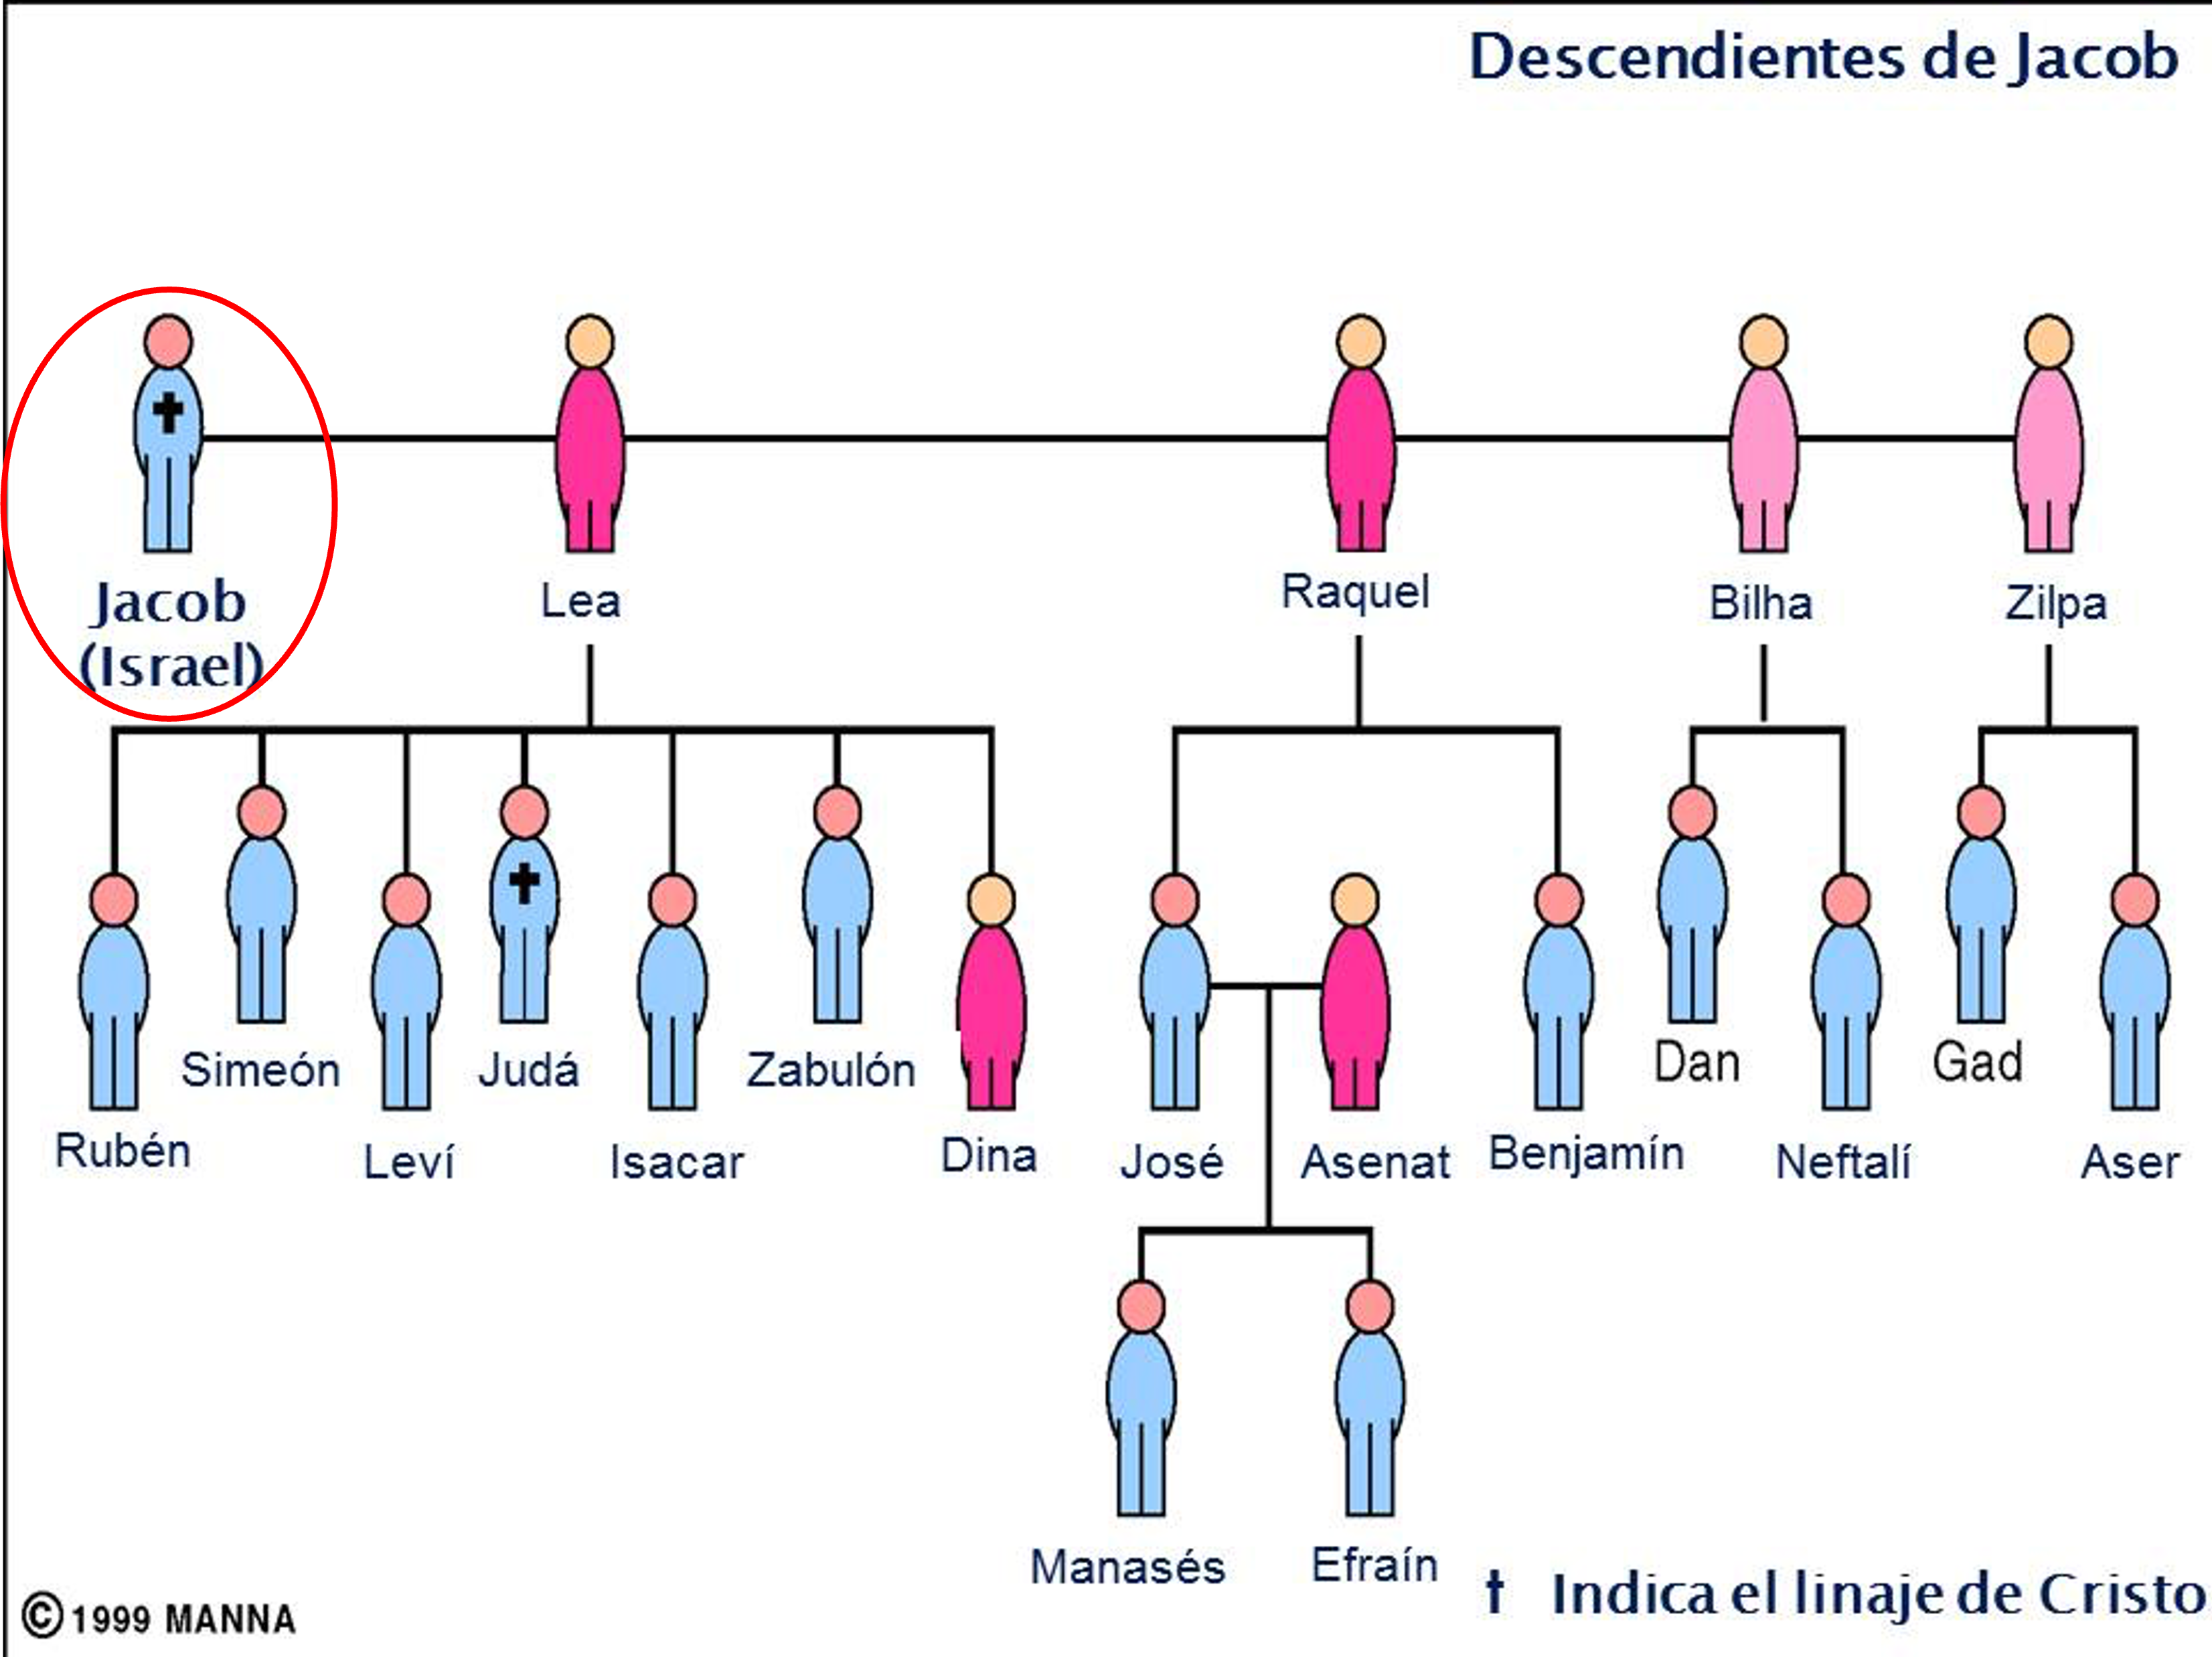 Descendientes de Jacob
Jacob
(Israel)
Lea
Raquel
Bilha
Zilpa
Simeón
Judá
Zabulón
Dan
Gad
Rubén
Leví
Isacar
Dina
José
Asenat
Benjamín
Neftalí
Aser
Manasés
Efraín
† Indica el linaje de Cristo
© 1999 MANNA